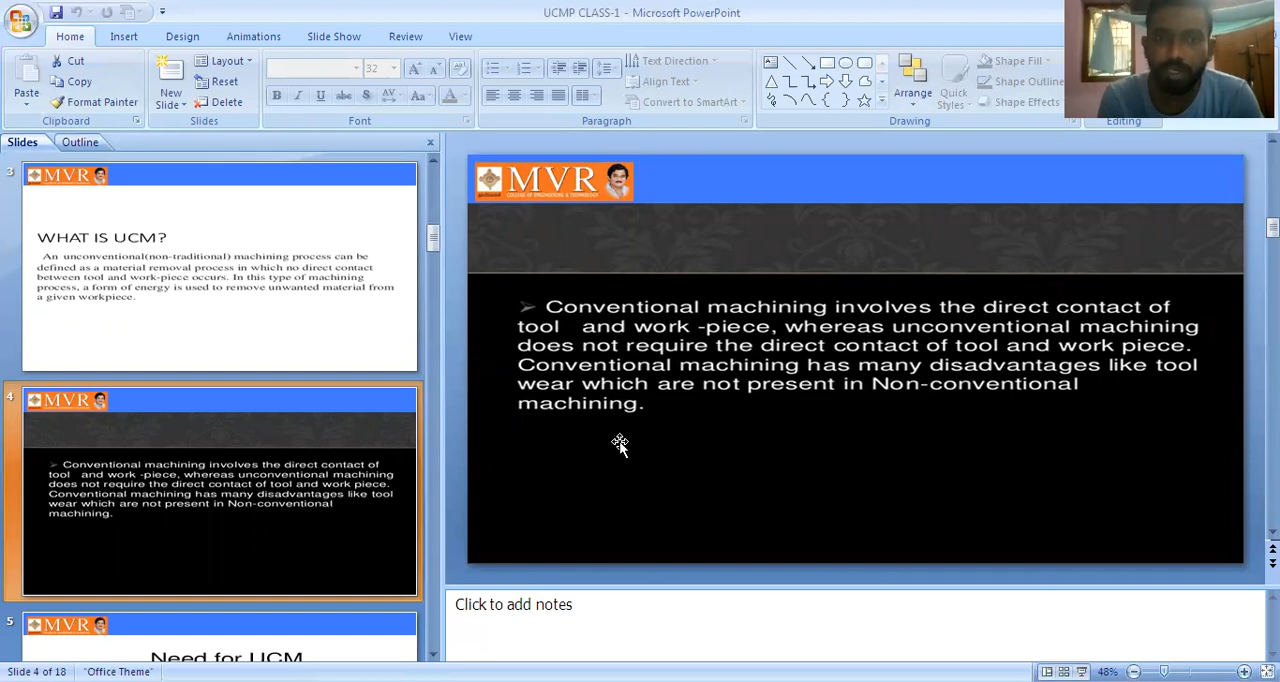 UCMP CLASS-1 - Microsoft PowerPoint
Home Insert Design Animations Slide Show Review View
Paste
Cut
Copy
Format Painter
Clipboard
New Slide
Layout
Reset
Delete
Slides
32
B I U abc S AV Aa A
Font
Text Direction
Align Text
Convert to SmartArt
Paragraph
Arrange
Quick Styles
Shape Fill
Shape Outline
Shape Effects
Drawing
Editing
Slides Outline
3
MVR
WHAT IS UCM?
An unconventional(non-traditional) machining process can be
defined as a material removal process in which no direct contact
between tool and work-piece occurs. In this type of machining
process, a form of energy is used to remove unwanted material from
a given workpiece.
4
MVR
Conventional machining involves the direct contact of
tool and work -piece, whereas unconventional machining
does not require the direct contact of tool and work piece.
Conventional machining has many disadvantages like tool
wear which are not present in Non-conventional
machining.
5
MVR
Need for UCM
MVR
COLLEGE OF ENGINEERING & TECHNOLOGY
Conventional machining involves the direct contact of
tool and work -piece, whereas unconventional machining
does not require the direct contact of tool and work piece.
Conventional machining has many disadvantages like tool
wear which are not present in Non-conventional
machining.
Click to add notes
Slide 4 of 18 "Office Theme" 48%